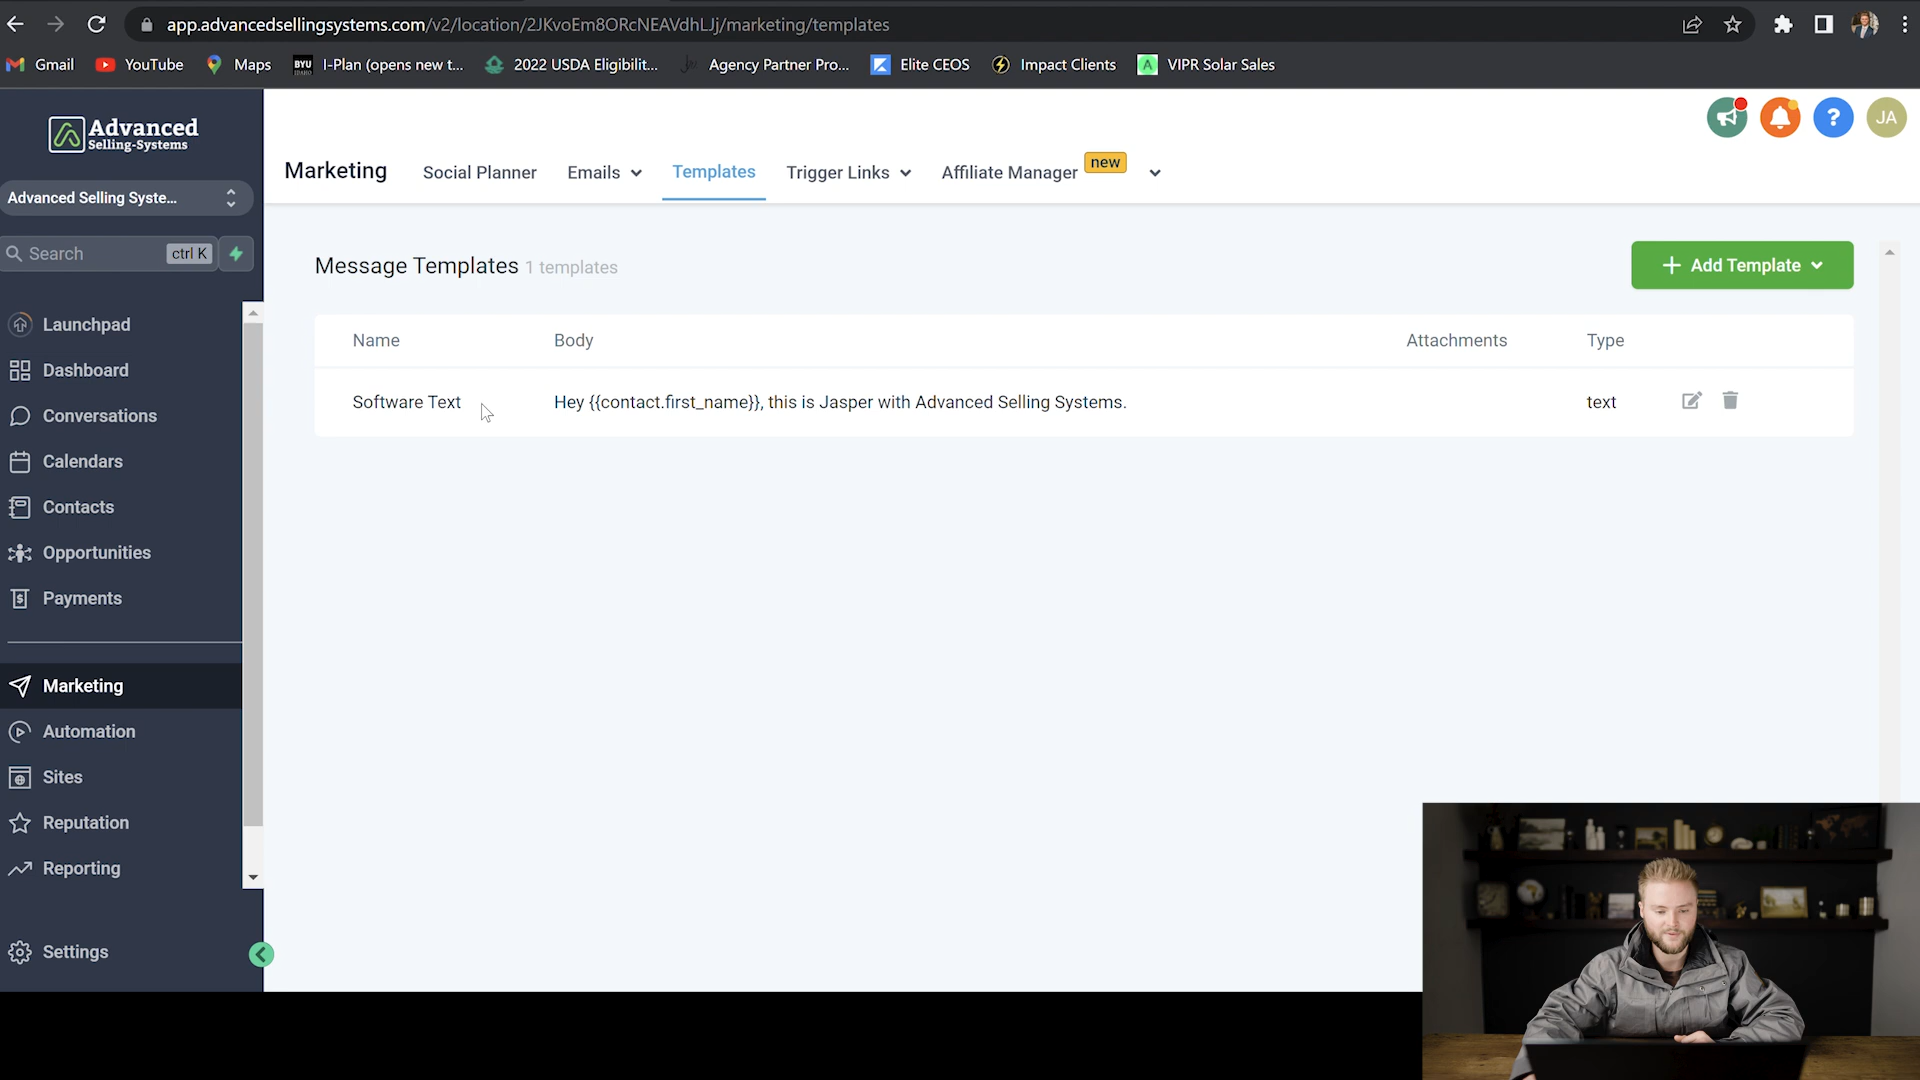 app.advancedsellingsystems.com/v2/location/2JKvoEm8ORcNEAVdhLJj/marketing/templates
Gmail YouTube Maps BYU IDAHO I-Plan (opens new t... 2022 USDA Eligibilit... Agency Partner Pro... Elite CEOS Impact Clients VIPR Solar Sales
Advanced
Selling-Systems
JA
Marketing Social Planner Emails Templates Trigger Links Affiliate Manager new
Advanced Selling Syste...
Search ctrl K
Message Templates 1 templates
+ Add Template
Name Body Attachments Type
Software Text Hey {{contact.first_name}}, this is Jasper with Advanced Selling Systems. text
Launchpad
Dashboard
Conversations
Calendars
Contacts
Opportunities
Payments
Marketing
Automation
Sites
Reputation
Reporting
Settings